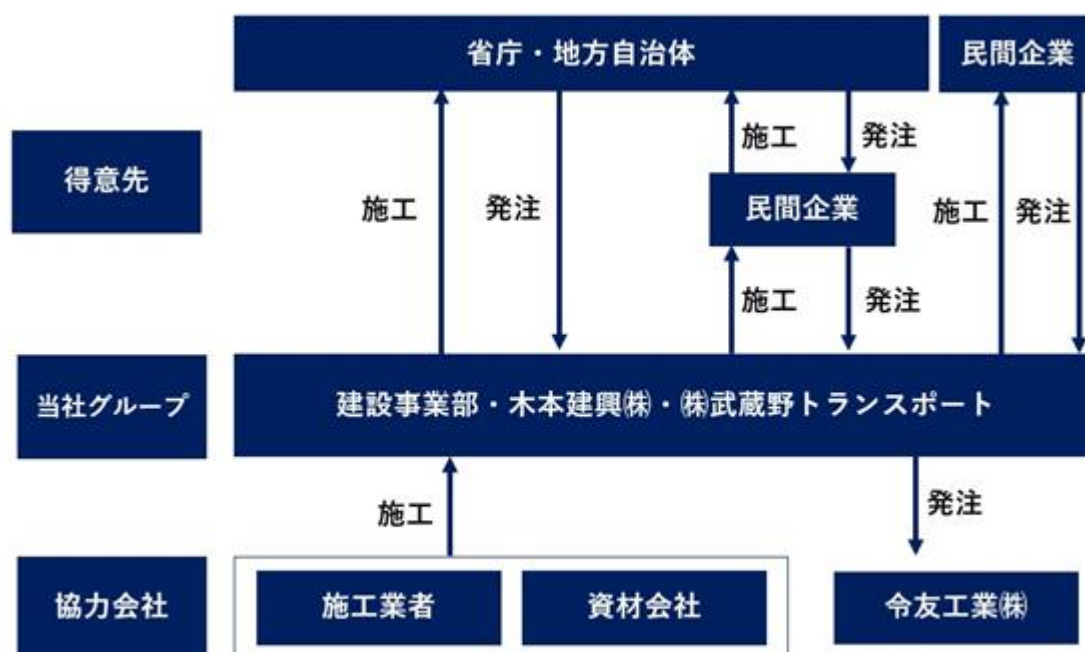 省庁・地方自治体
民間企業
施工
発注
得意先
民間企業
施工
発注
施工
発注
施工
発注
当社グループ
建設事業部・木本建興㈱・㈱武蔵野トランスポート
施工
発注
協力会社
施工業者
資材会社
令友工業㈱